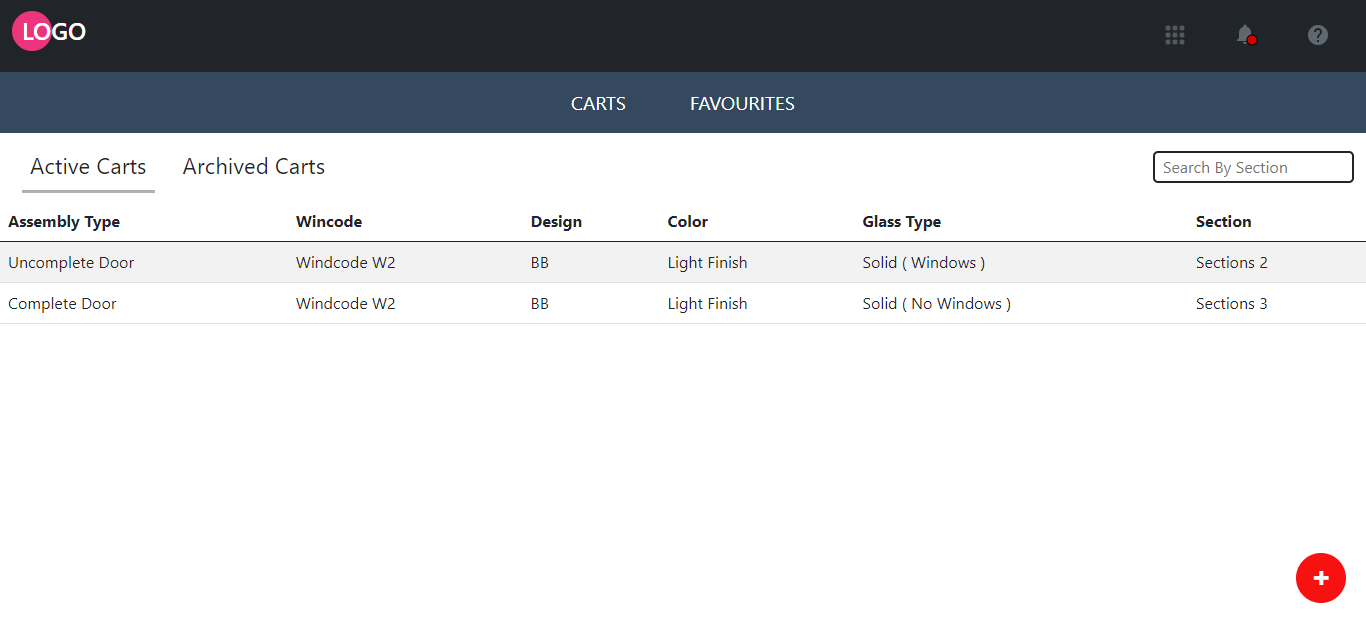 LOGO
CARTS FAVOURITES
Active Carts Archived Carts Search By Section
Assembly Type Wincode Design Color Glass Type Section
Uncomplete Door Windcode W2 BB Light Finish Solid ( Windows ) Sections 2
Complete Door Windcode W2 BB Light Finish Solid ( No Windows ) Sections 3